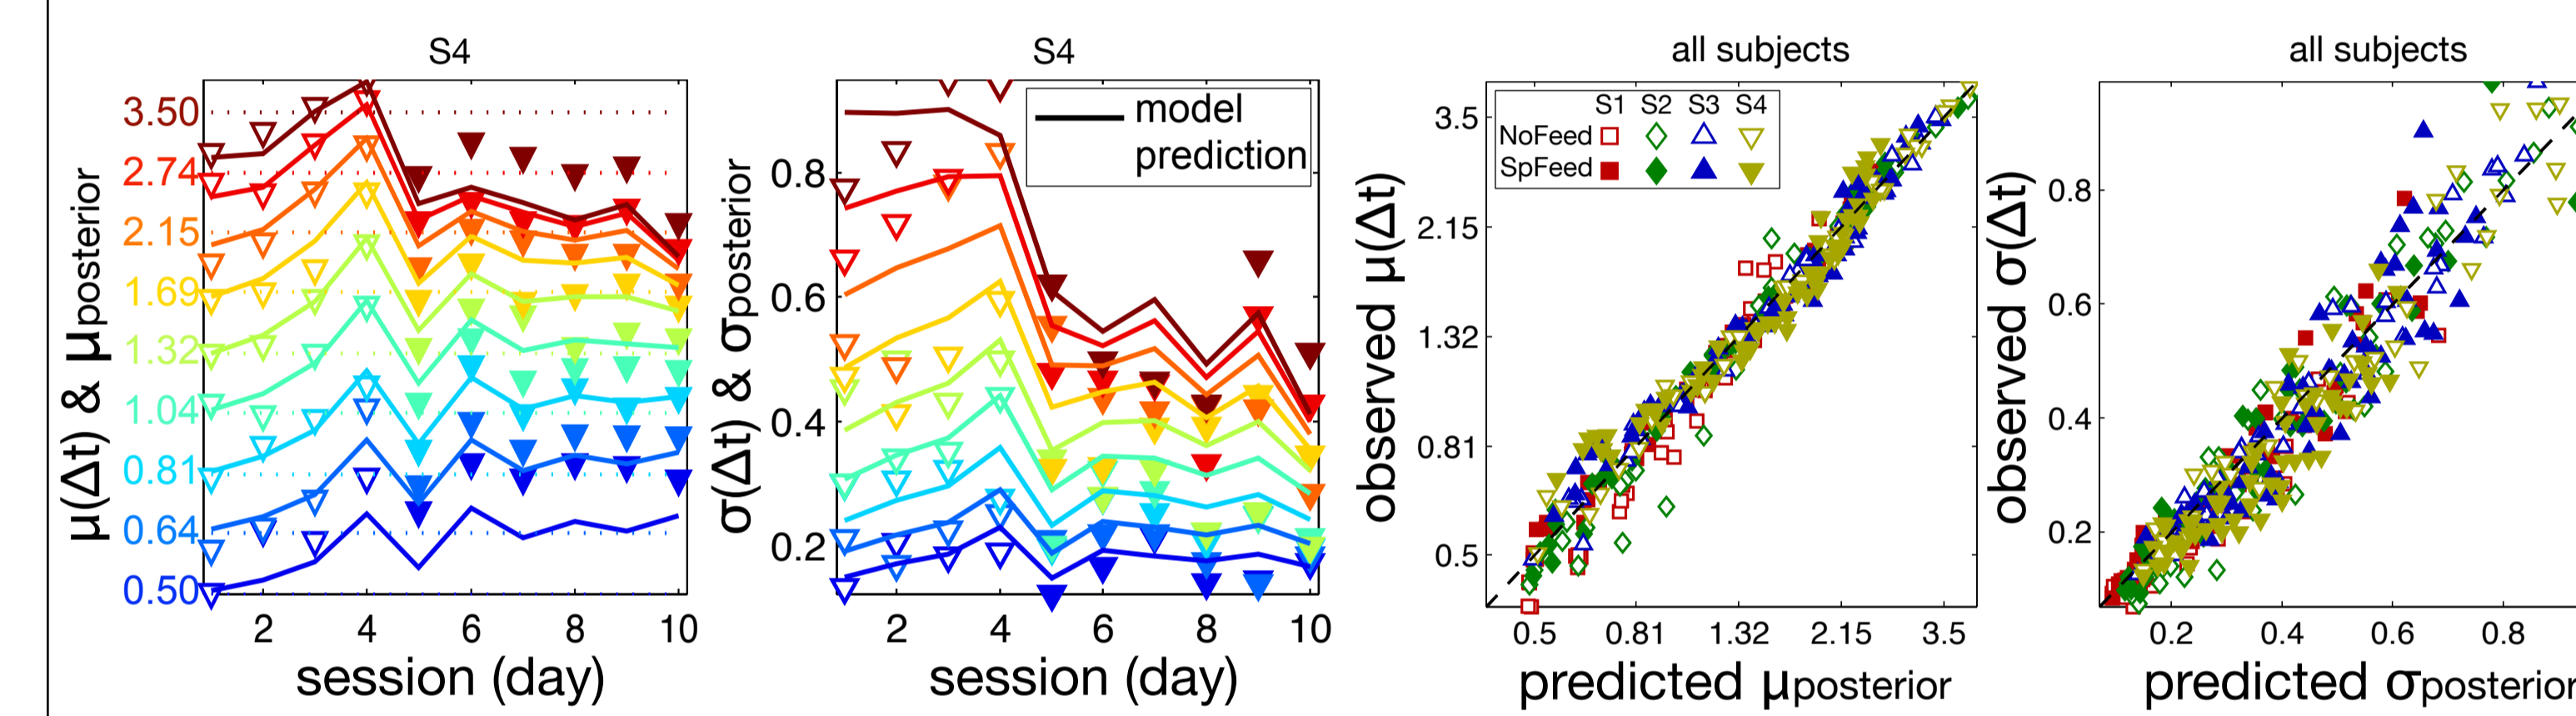 S4
3.50
2.74
2.15
1.69
1.32
1.04
0.81
0.64
0.50
μ(Δt) & μposterior
2 4 6 8 10
session (day)
S4
model
prediction
0.8
0.6
0.4
0.2
σ(Δt) & σposterior
2 4 6 8 10
session (day)
all subjects
S1 S2 S3 S4
NoFeed
SpFeed
3.5
2.15
1.32
0.81
0.5
observed μ(Δt)
0.5 0.81 1.32 2.15 3.5
predicted μposterior
all subjects
0.8
0.6
0.4
0.2
observed σ(Δt)
0.2 0.4 0.6 0.8
predicted σposterior